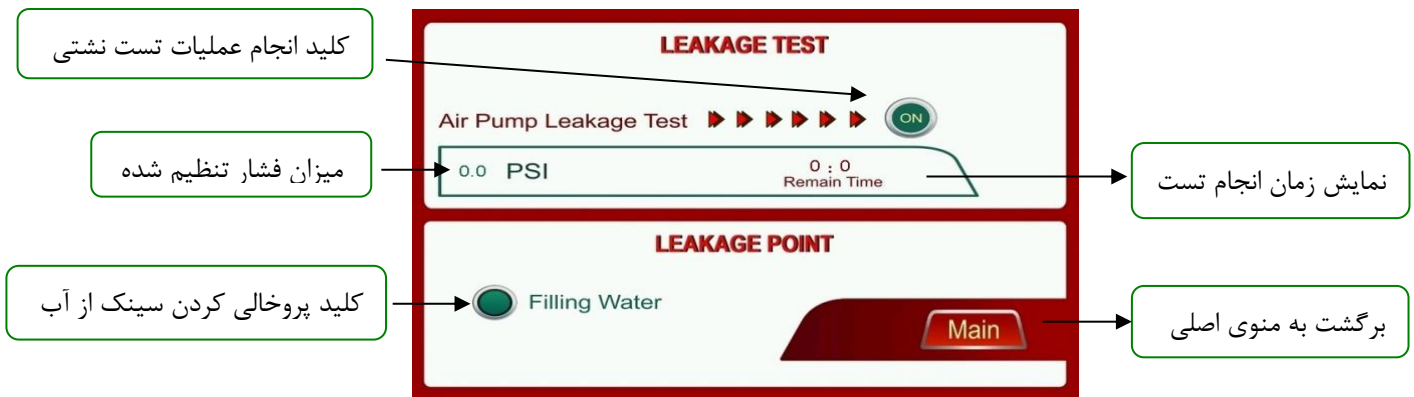 کلید انجام عملیات تست نشتی
LEAKAGE TEST
Air Pump Leakage Test ON
میزان فشار تنظیم شده
0.0 PSI
0 : 0
Remain Time
نمایش زمان انجام تست
LEAKAGE POINT
کلید پروخالی کردن سینک از آب
Filling Water
Main
برگشت به منوی اصلی